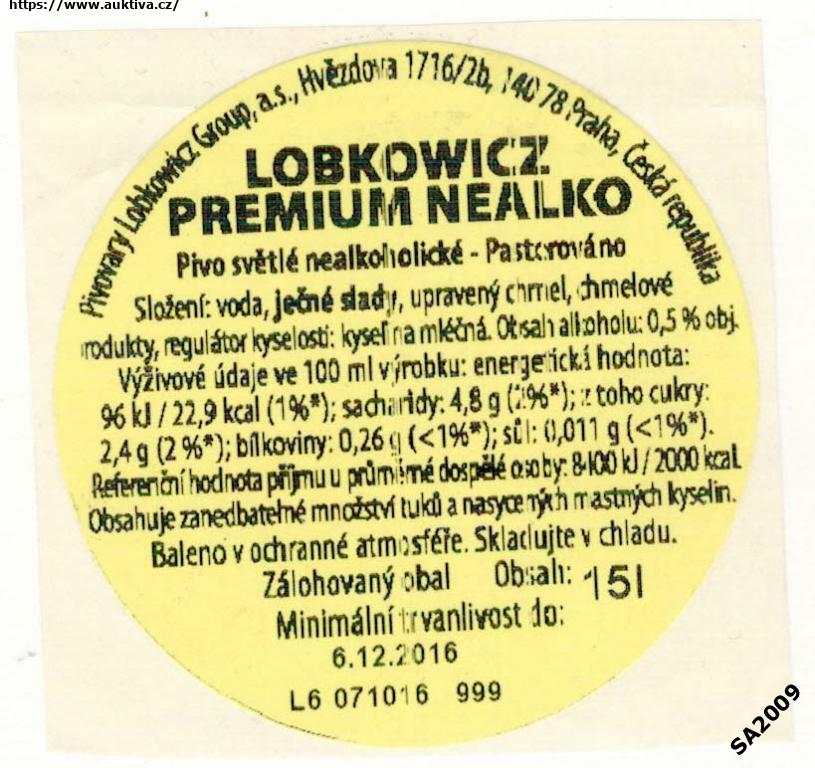 https://www.auktiva.cz/
Pivovary Lobkowicz Group, a.s., Hvězdova 1716/2b, 140 78 Praha, Česká republika
LOBKOWICZ
PREMIUM NEALKO
Pivo světlé nealkoholické - Pasterováno
Složení: voda, ječné slady, upravený chmel, chmelové
produkty, regulátor kyselosti: kyselina mléčná. Obsah alkoholu: 0,5 % obj.
Výživové údaje ve 100 ml výrobku: energetická hodnota:
96 kJ / 22,9 kcal (1%*); sacharidy: 4,8 g (2%*); z toho cukry:
2,4 g (2 %*); bílkoviny: 0,26 g (<1%*); sůl: 0,011 g (<1%*).
Referenční hodnota příjmu u průměrné dospělé osoby: 8400 kJ / 2000 kcal.
Obsahuje zanedbatelné množství tuků a nasycených mastných kyselin.
Baleno v ochranné atmosféře. Skladujte v chladu.
Zálohovaný obal Obsah: 15l
Minimální trvanlivost do:
6.12.2016
L6 071016 999
SA2009